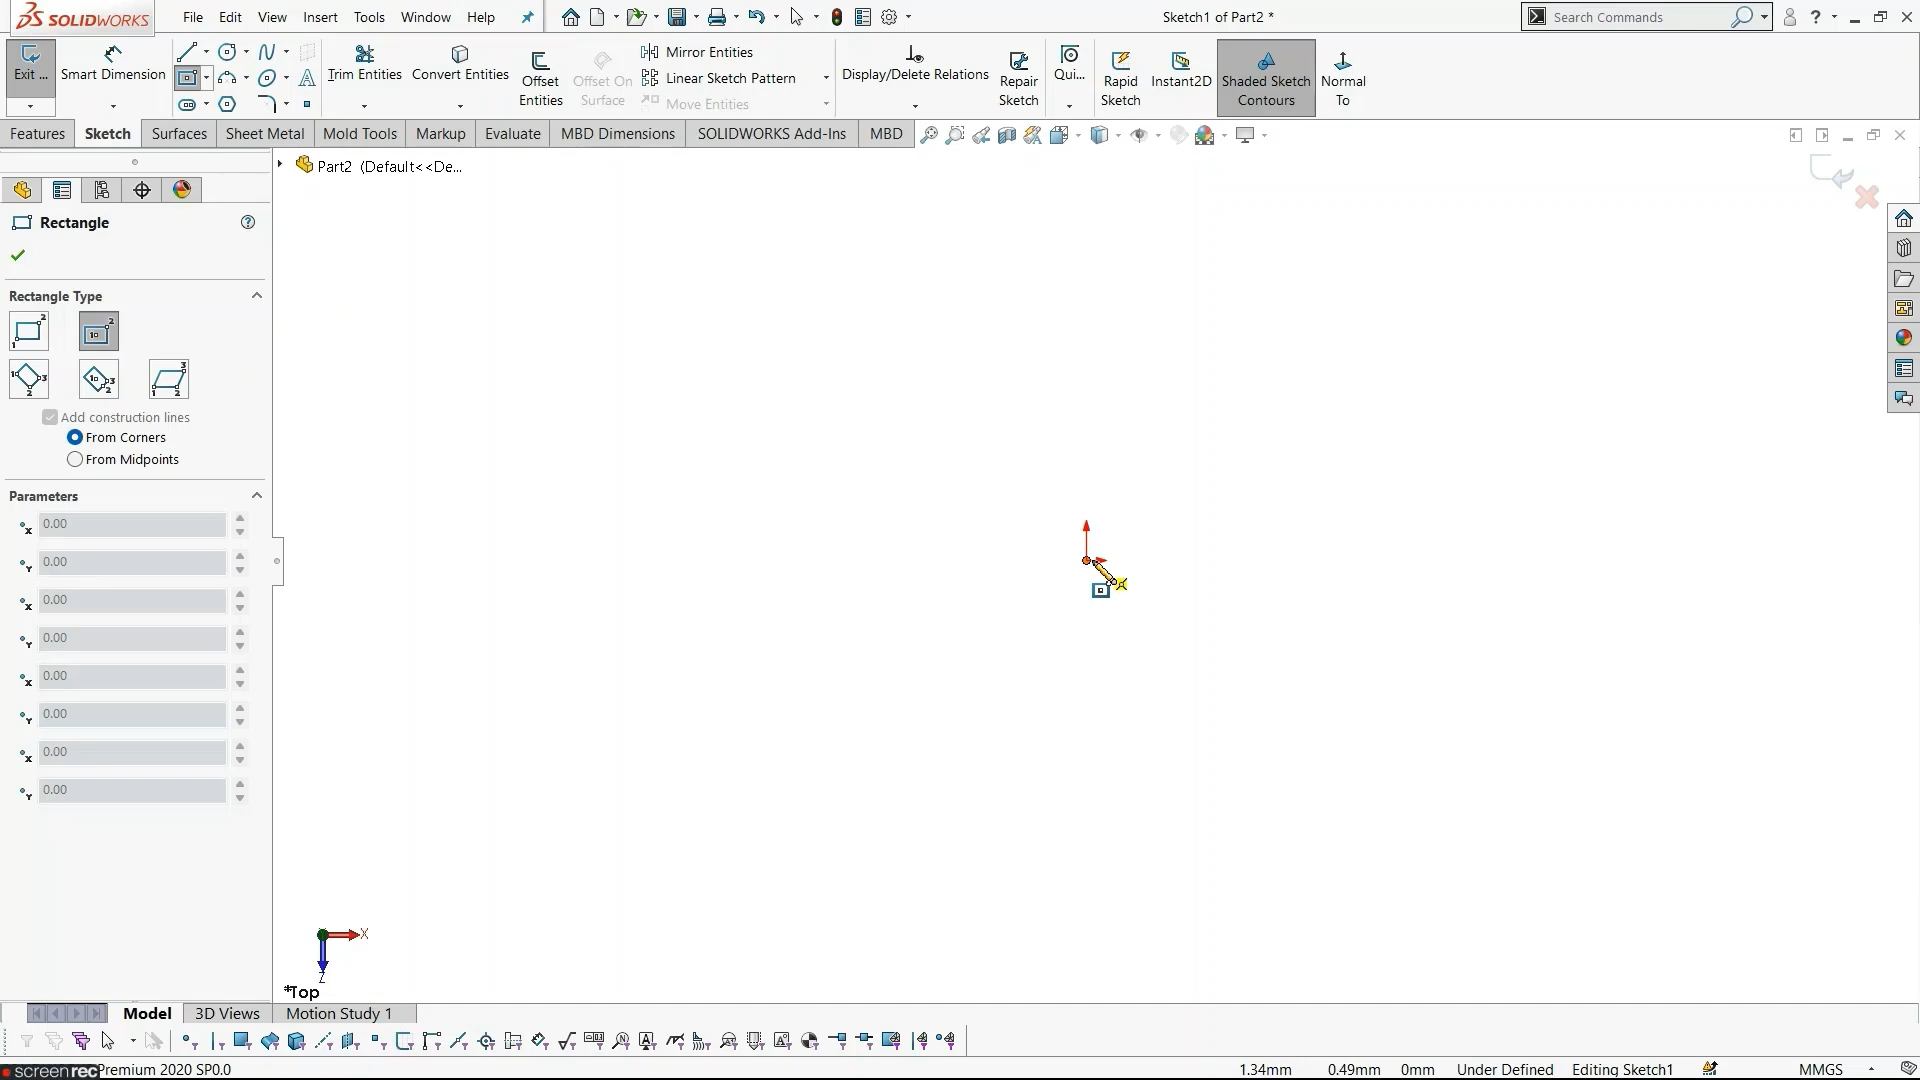 SOLIDWORKS
File Edit View Insert Tools Window Help
Sketch1 of Part2 *
Search Commands
Exit ...
Smart Dimension
Trim Entities
Convert Entities
Offset Entities
Offset On Surface
Mirror Entities
Linear Sketch Pattern
Move Entities
Display/Delete Relations
Repair Sketch
Qui...
Rapid Sketch
Instant2D
Shaded Sketch Contours
Normal To
Features Sketch Surfaces Sheet Metal Mold Tools Markup Evaluate MBD Dimensions SOLIDWORKS Add-Ins MBD
Part2 (Default<<De...
Rectangle
Rectangle Type
Add construction lines
From Corners
From Midpoints
Parameters
x 0.00
Y 0.00
x 0.00
Y 0.00
x 0.00
Y 0.00
x 0.00
Y 0.00
X
Z
*Top
Model 3D Views Motion Study 1
screenrec Premium 2020 SP0.0
1.34mm 0.49mm 0mm Under Defined Editing Sketch1 MMGS